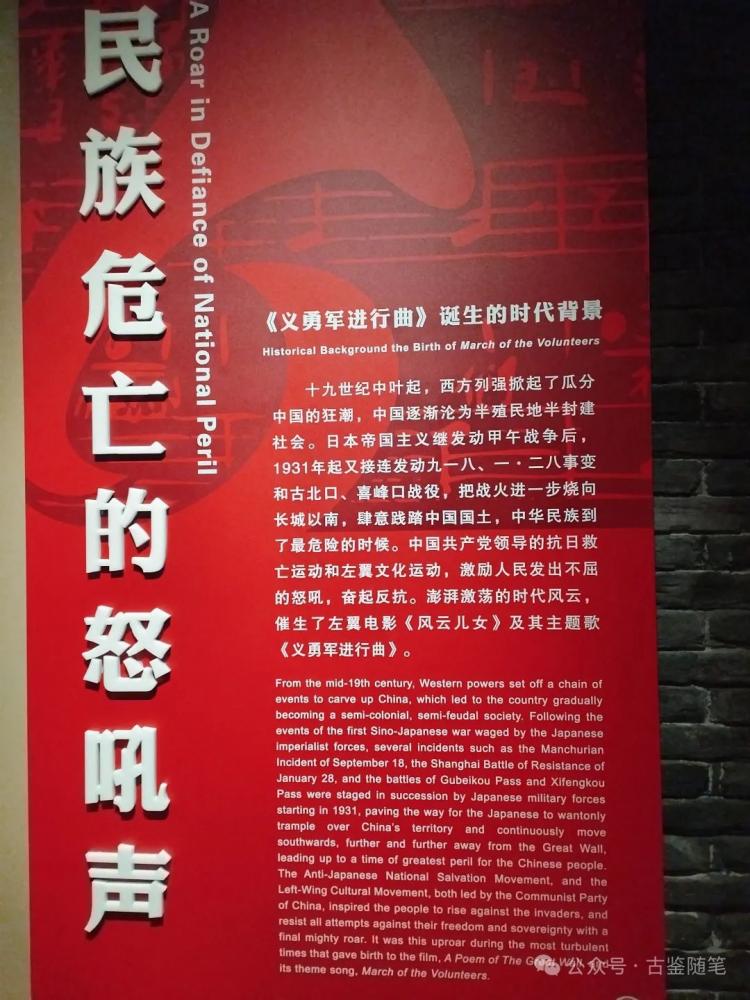 民族危亡的怒吼声
A Roar in Defiance of National Peril
《义勇军进行曲》诞生的时代背景
Historical Background the Birth of March of the Volunteers
十九世纪中叶起，西方列强掀起了瓜分
中国的狂潮，中国逐渐沦为半殖民地半封建
社会。日本帝国主义继发动甲午战争后，
1931年起又接连发动九一八、一·二八事变
和古北口、喜峰口战役，把战火进一步烧向
长城以南，肆意践踏中国国土，中华民族到
了最危险的时候。中国共产党领导的抗日救
亡运动和左翼文化运动，激励人民发出不屈
的怒吼，奋起反抗。澎湃激荡的时代风云，
催生了左翼电影《风云儿女》及其主题歌
《义勇军进行曲》。
From the mid-19th century, Western powers set off a chain of
events to carve up China, which led to the country gradually
becoming a semi-colonial, semi-feudal society. Following the
events of the first Sino-Japanese war waged by the Japanese
imperialist forces, several incidents such as the Manchurian
Incident of September 18, the Shanghai Battle of Resistance of
January 28, and the battles of Gubeikou Pass and Xifengkou
Pass were staged in succession by Japanese military forces
starting in 1931, paving the way for the Japanese to wantonly
trample over China's territory and continuously move
southwards, further and further away from the Great Wall,
leading up to a time of greatest peril for the Chinese people.
The Anti-Japanese National Salvation Movement, and the
Left-Wing Cultural Movement, both led by the Communist Party
of China, inspired the people to rise against the invaders, and
resist all attempts against their freedom and sovereignty with a
final mighty roar. It was this uproar during the most turbulent
times that gave birth to the film, A Poem of The Great Wall, and
its theme song, March of the Volunteers.
公众号·古鉴随笔